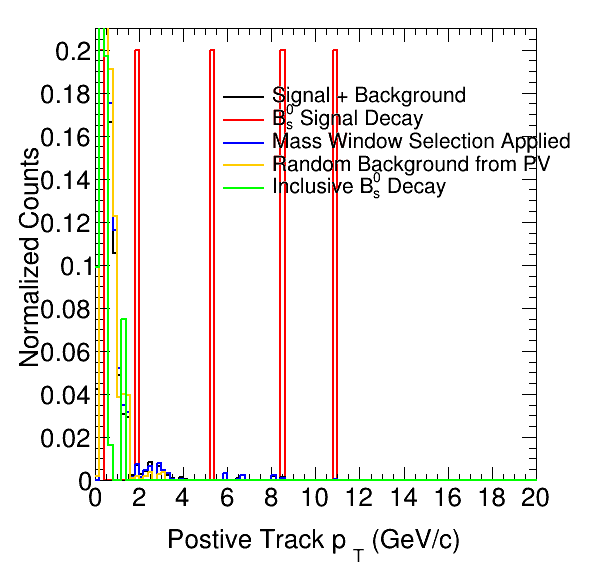 Signal + Background
B⁰ₛ Signal Decay
Mass Window Selection Applied
Random Background from PV
Inclusive B⁰ₛ Decay
Normalized Counts
0.2
0.18
0.16
0.14
0.12
0.1
0.08
0.06
0.04
0.02
0
0 2 4 6 8 10 12 14 16 18 20
Postive Track p_T (GeV/c)